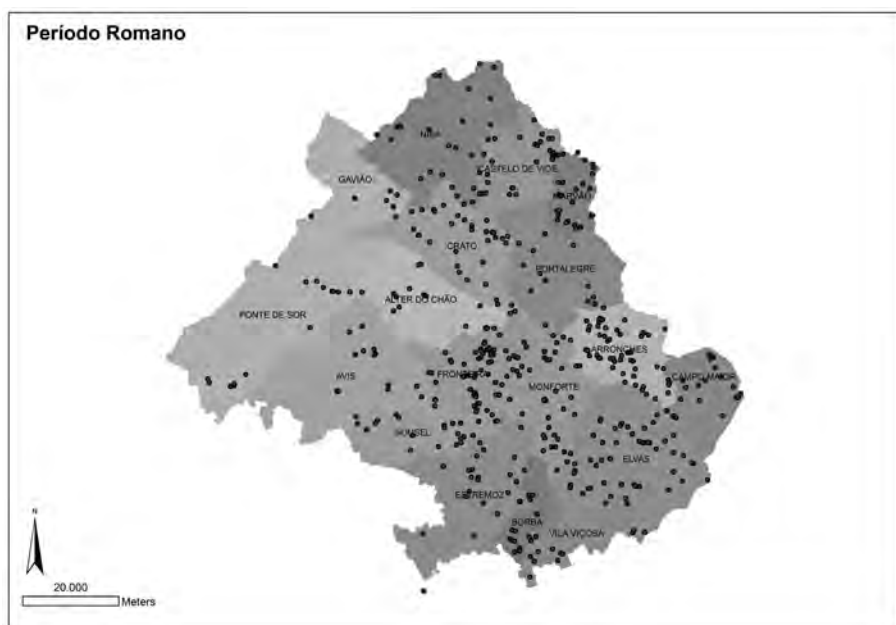 Período Romano
NISA
CASTELO DE VIDE
GAVIÃO
MARVÃO
CRATO
PORTALEGRE
ALTER DO CHÃO
PONTE DE SOR
ARRONCHES
FRONTEIRA
AVIS
MONFORTE
CAMPO MAIOR
SOUSEL
ELVAS
ESTREMOZ
BORBA
VILA VIÇOSA
N
20.000
Meters